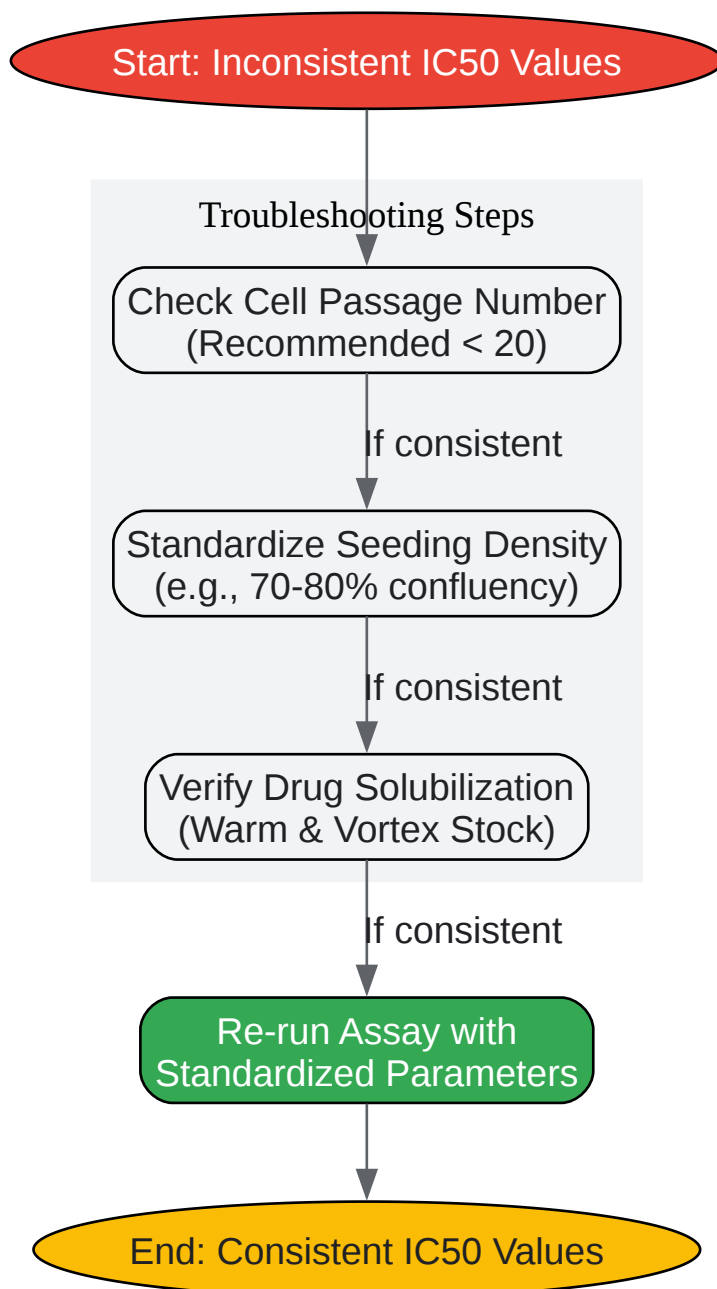 Start: Inconsistent IC50 Values
Troubleshooting Steps
Check Cell Passage Number
(Recommended < 20)
If consistent
Standardize Seeding Density
(e.g., 70-80% confluency)
If consistent
Verify Drug Solubilization
(Warm & Vortex Stock)
If consistent
Re-run Assay with
Standardized Parameters
End: Consistent IC50 Values